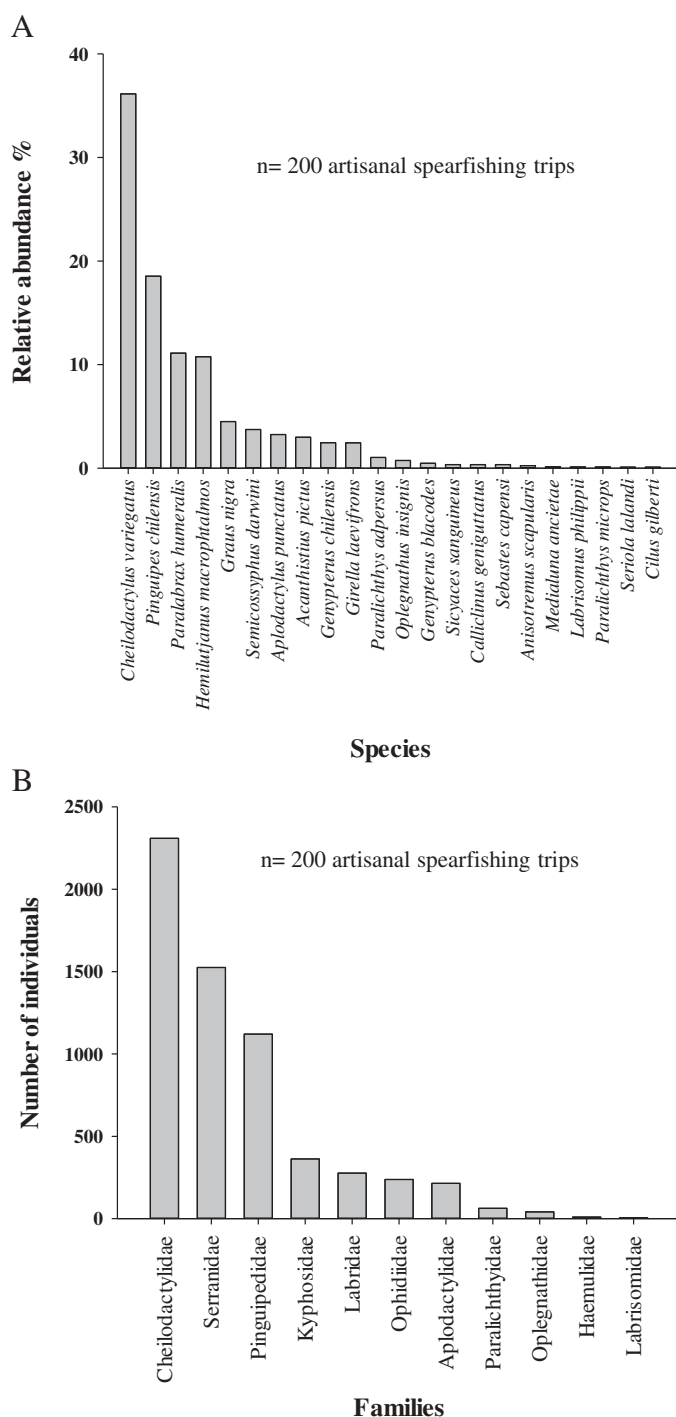 A
Relative abundance %
40
30
20
10
0
n= 200 artisanal spearfishing trips
Cheilodactylus variegatus
Pinguipes chilensis
Paralabrax humeralis
Hemilutjanus macrophtalmos
Graus nigra
Semicossyphus darwini
Aplodactylus punctatus
Acanthistius pictus
Genypterus chilensis
Girella laevifrons
Paralichthys adpersus
Oplegnathus insignis
Genypterus blacodes
Sicyaces sanguineus
Calliclinus geniguttatus
Sebastes capensi
Anisotremus scapularis
Medialuna ancietae
Labrisomus philippii
Paralichthys microps
Seriola lalandi
Cilus gilberti
Species
B
Number of individuals
2500
2000
1500
1000
500
0
n= 200 artisanal spearfishing trips
Cheilodactylidae
Serranidae
Pinguipedidae
Kyphosidae
Labridae
Ophidiidae
Aplodactylidae
Paralichthyidae
Oplegnathidae
Haemulidae
Labrisomidae
Families